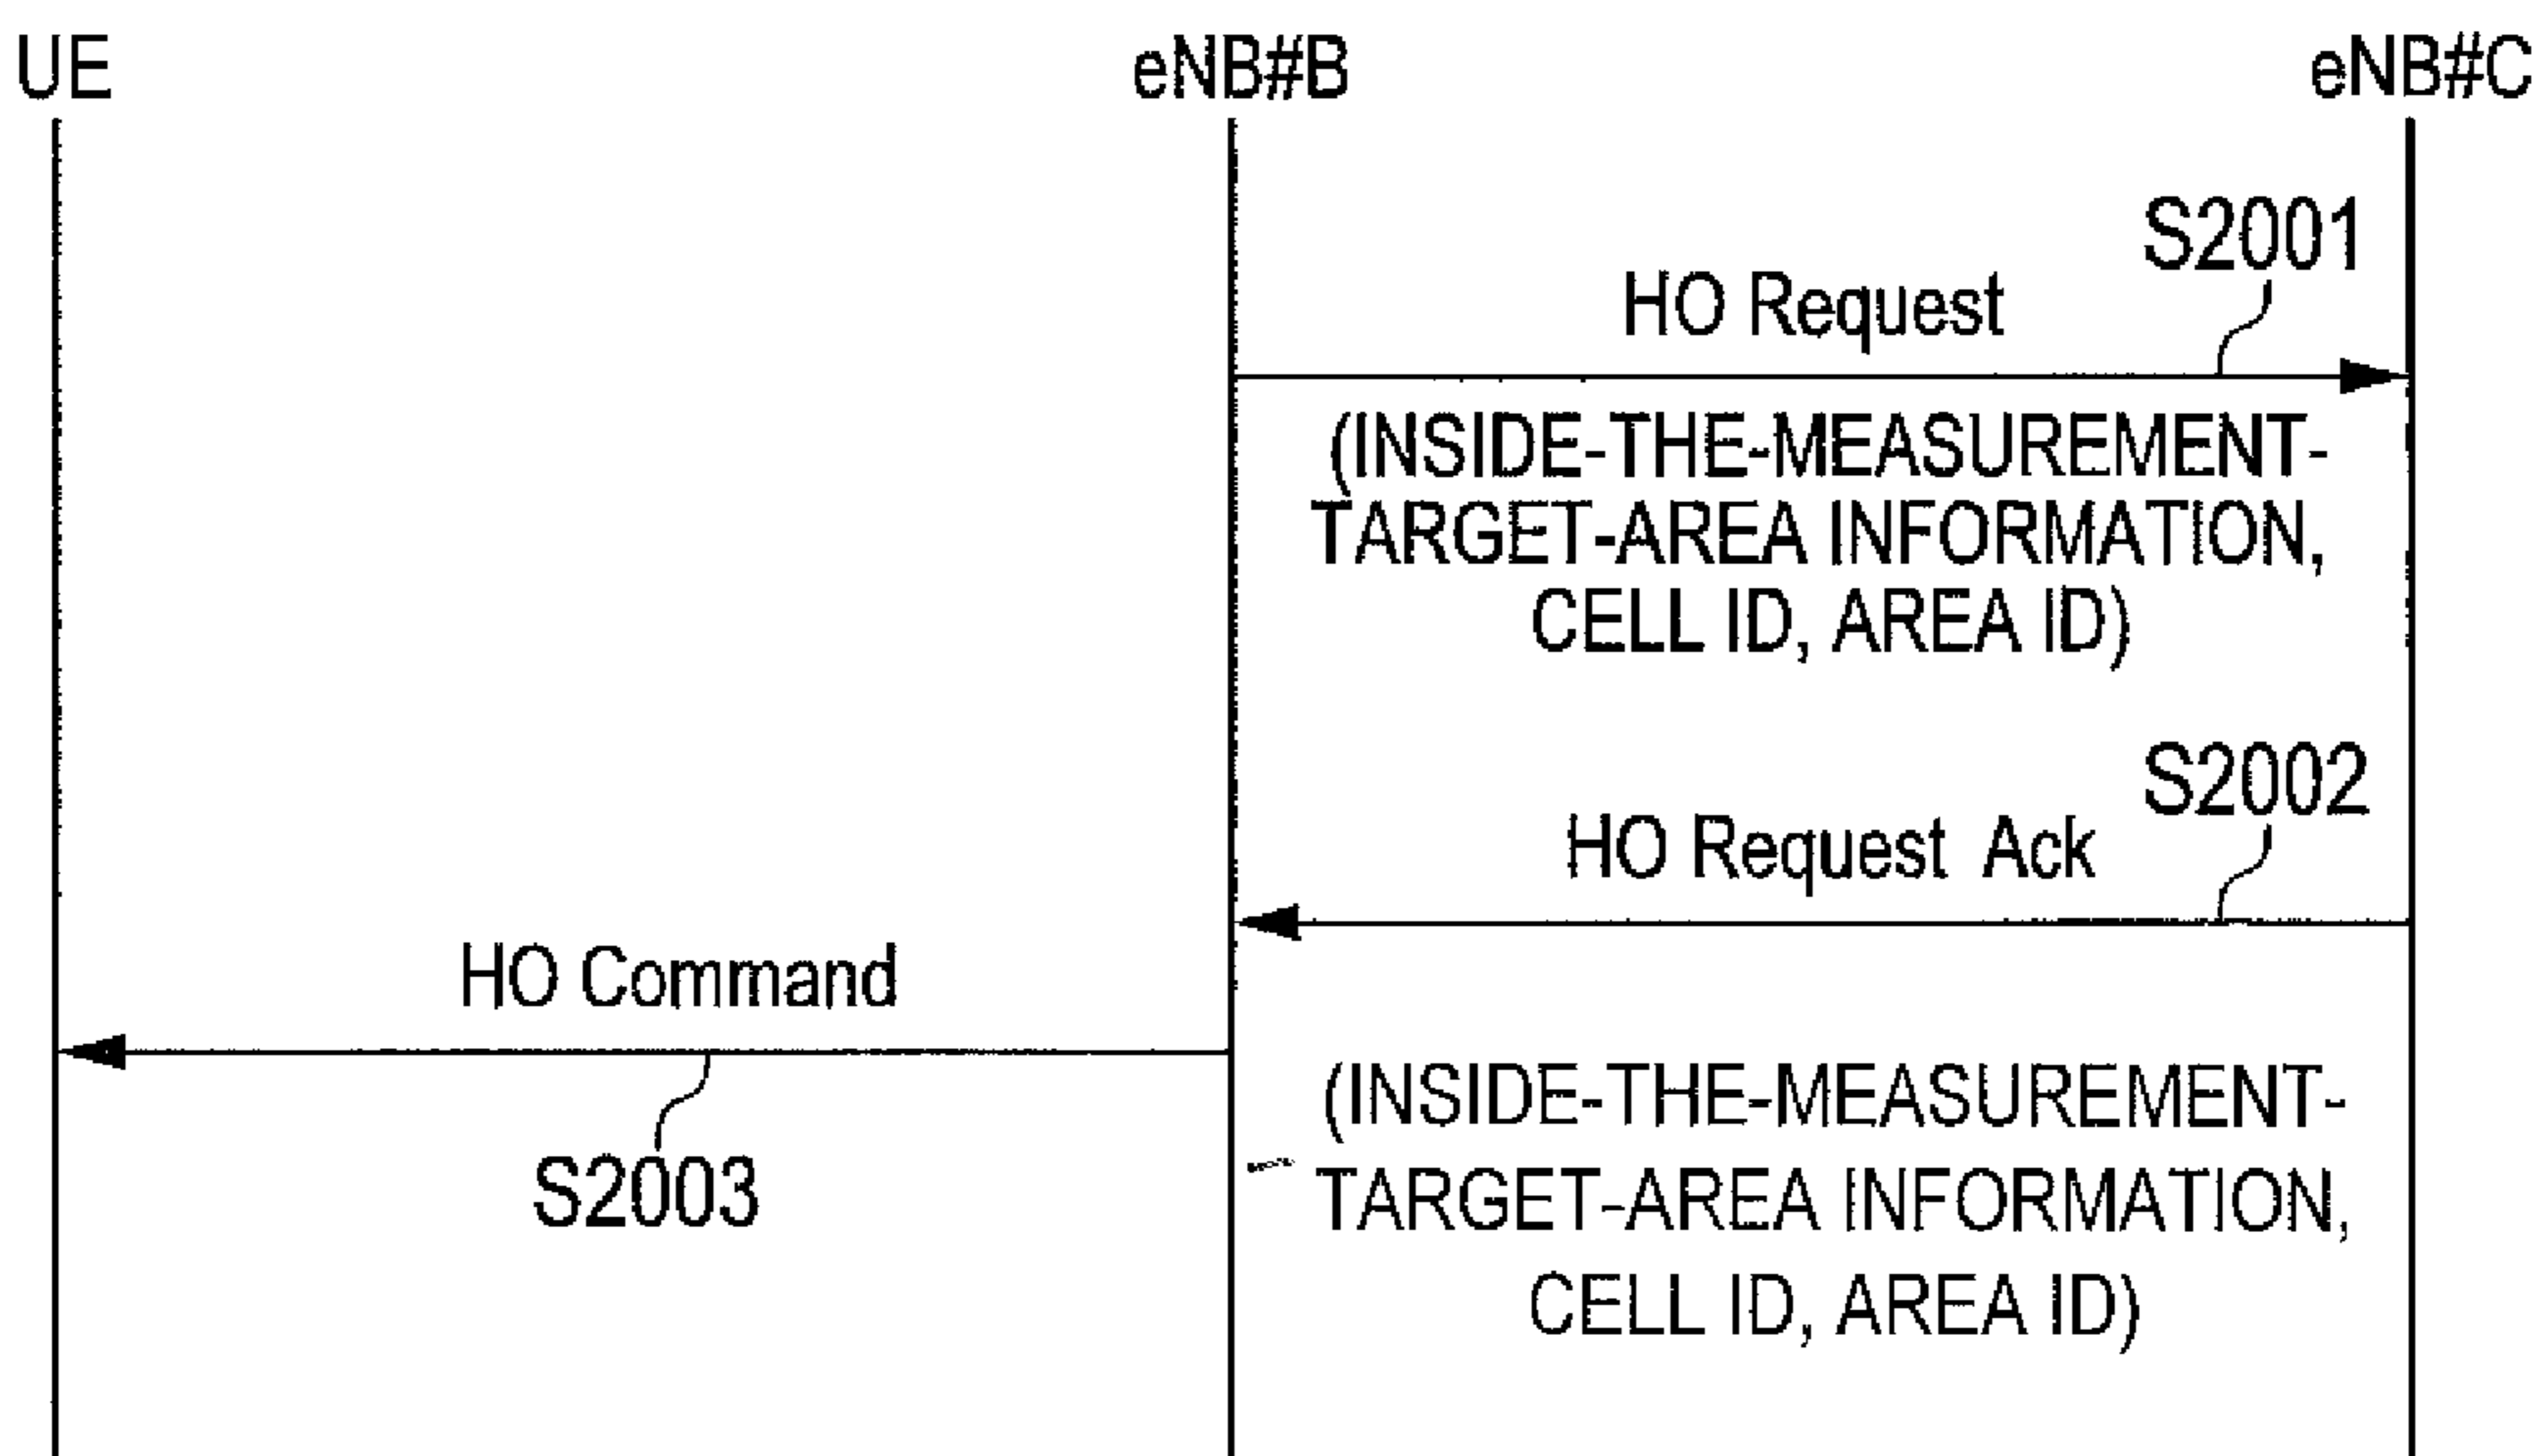 UE
eNB#B
eNB#C
S2001
HO Request
(INSIDE-THE-MEASUREMENT-
TARGET-AREA INFORMATION,
CELL ID, AREA ID)
S2002
HO Request Ack
HO Command
S2003
(INSIDE-THE-MEASUREMENT-
TARGET-AREA INFORMATION,
CELL ID, AREA ID)